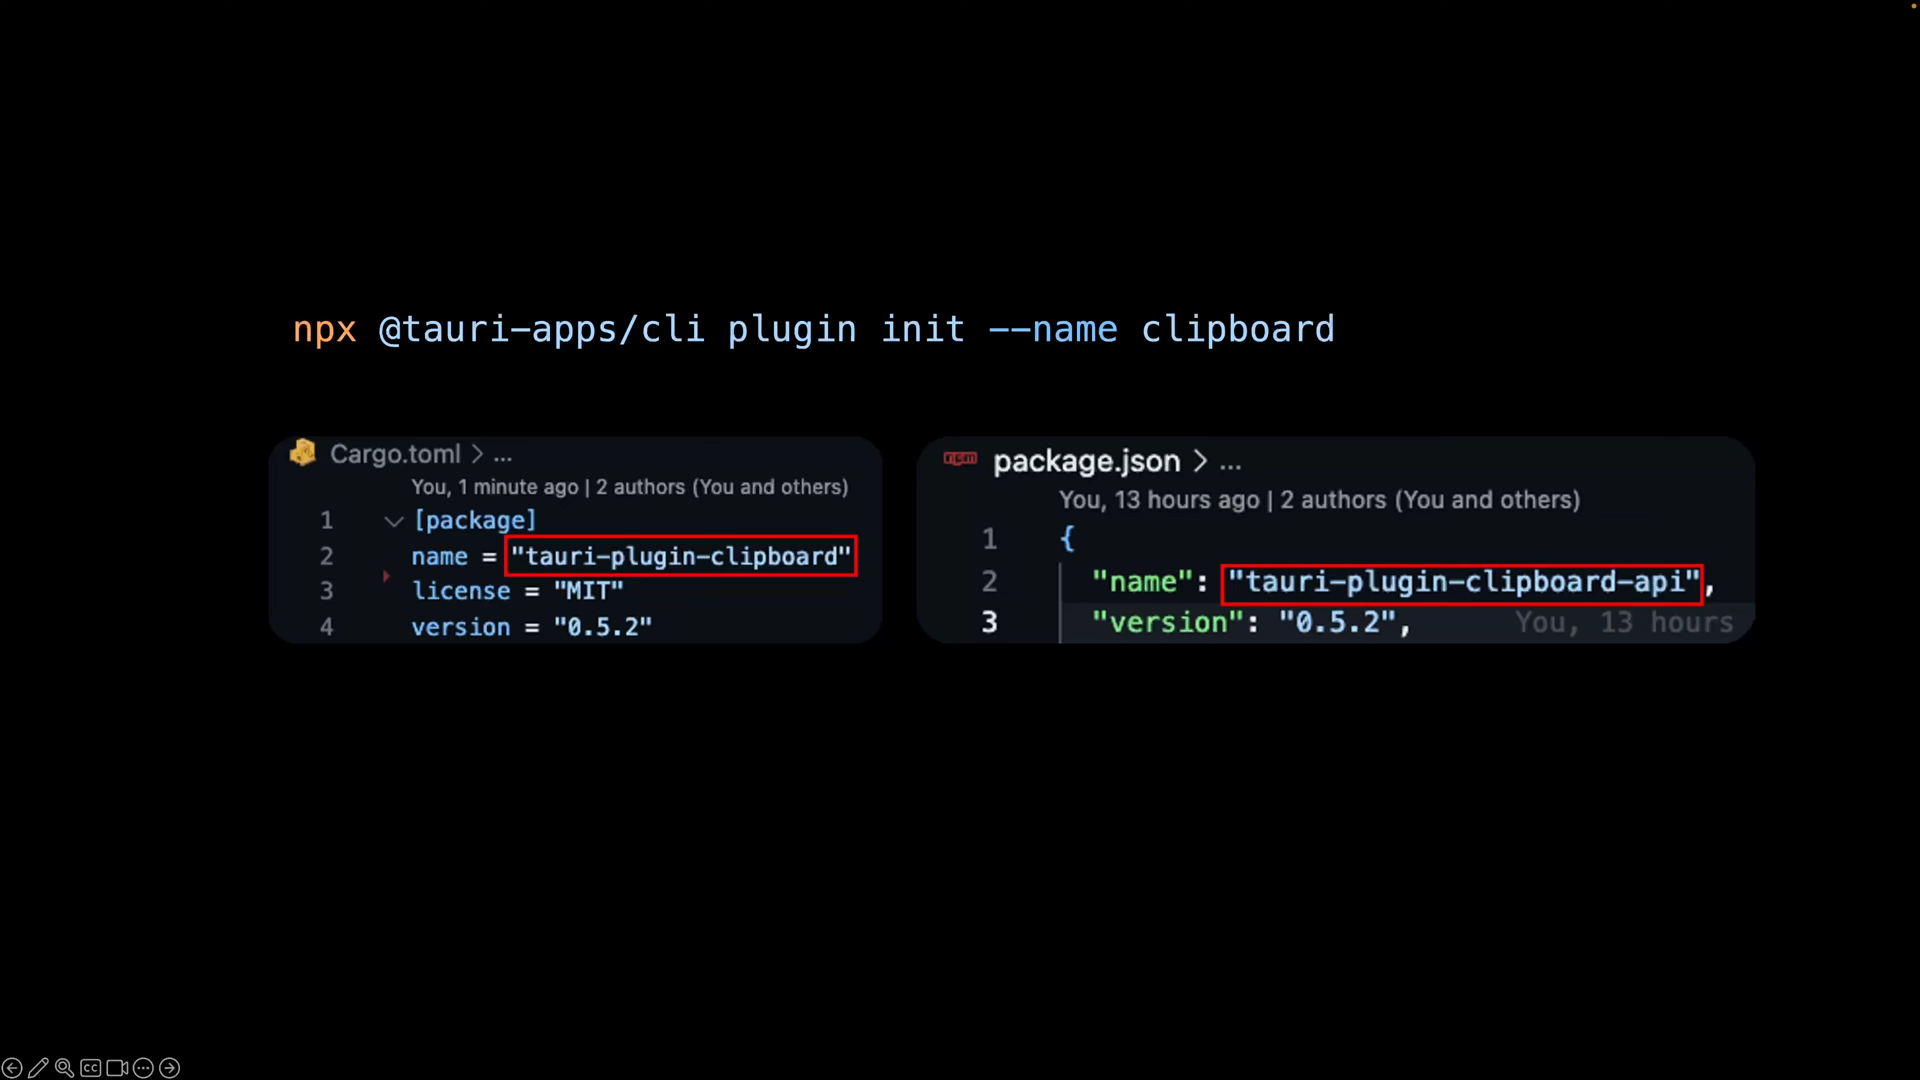 npx @tauri-apps/cli plugin init --name clipboard
Cargo.toml > ...
You, 1 minute ago | 2 authors (You and others)
1 [package]
2 name = "tauri-plugin-clipboard"
3 license = "MIT"
4 version = "0.5.2"
npm package.json > ...
You, 13 hours ago | 2 authors (You and others)
1 {
2 "name": "tauri-plugin-clipboard-api",
3 "version": "0.5.2", You, 13 hours
CC